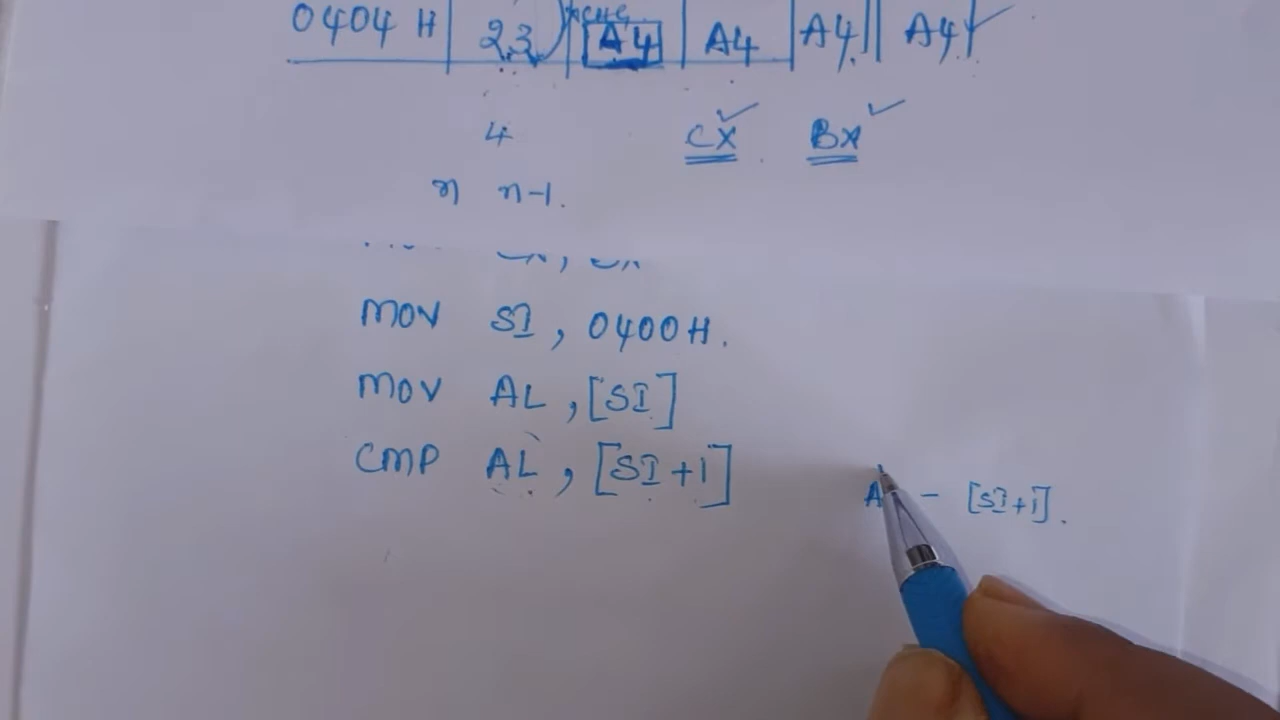 0404 H 23 A4 A4 A4 A4
4 CX BX
n n-1.
MOV SI, 0400H.
MOV AL, [SI]
CMP AL, [SI+1]
A - [SI+1].